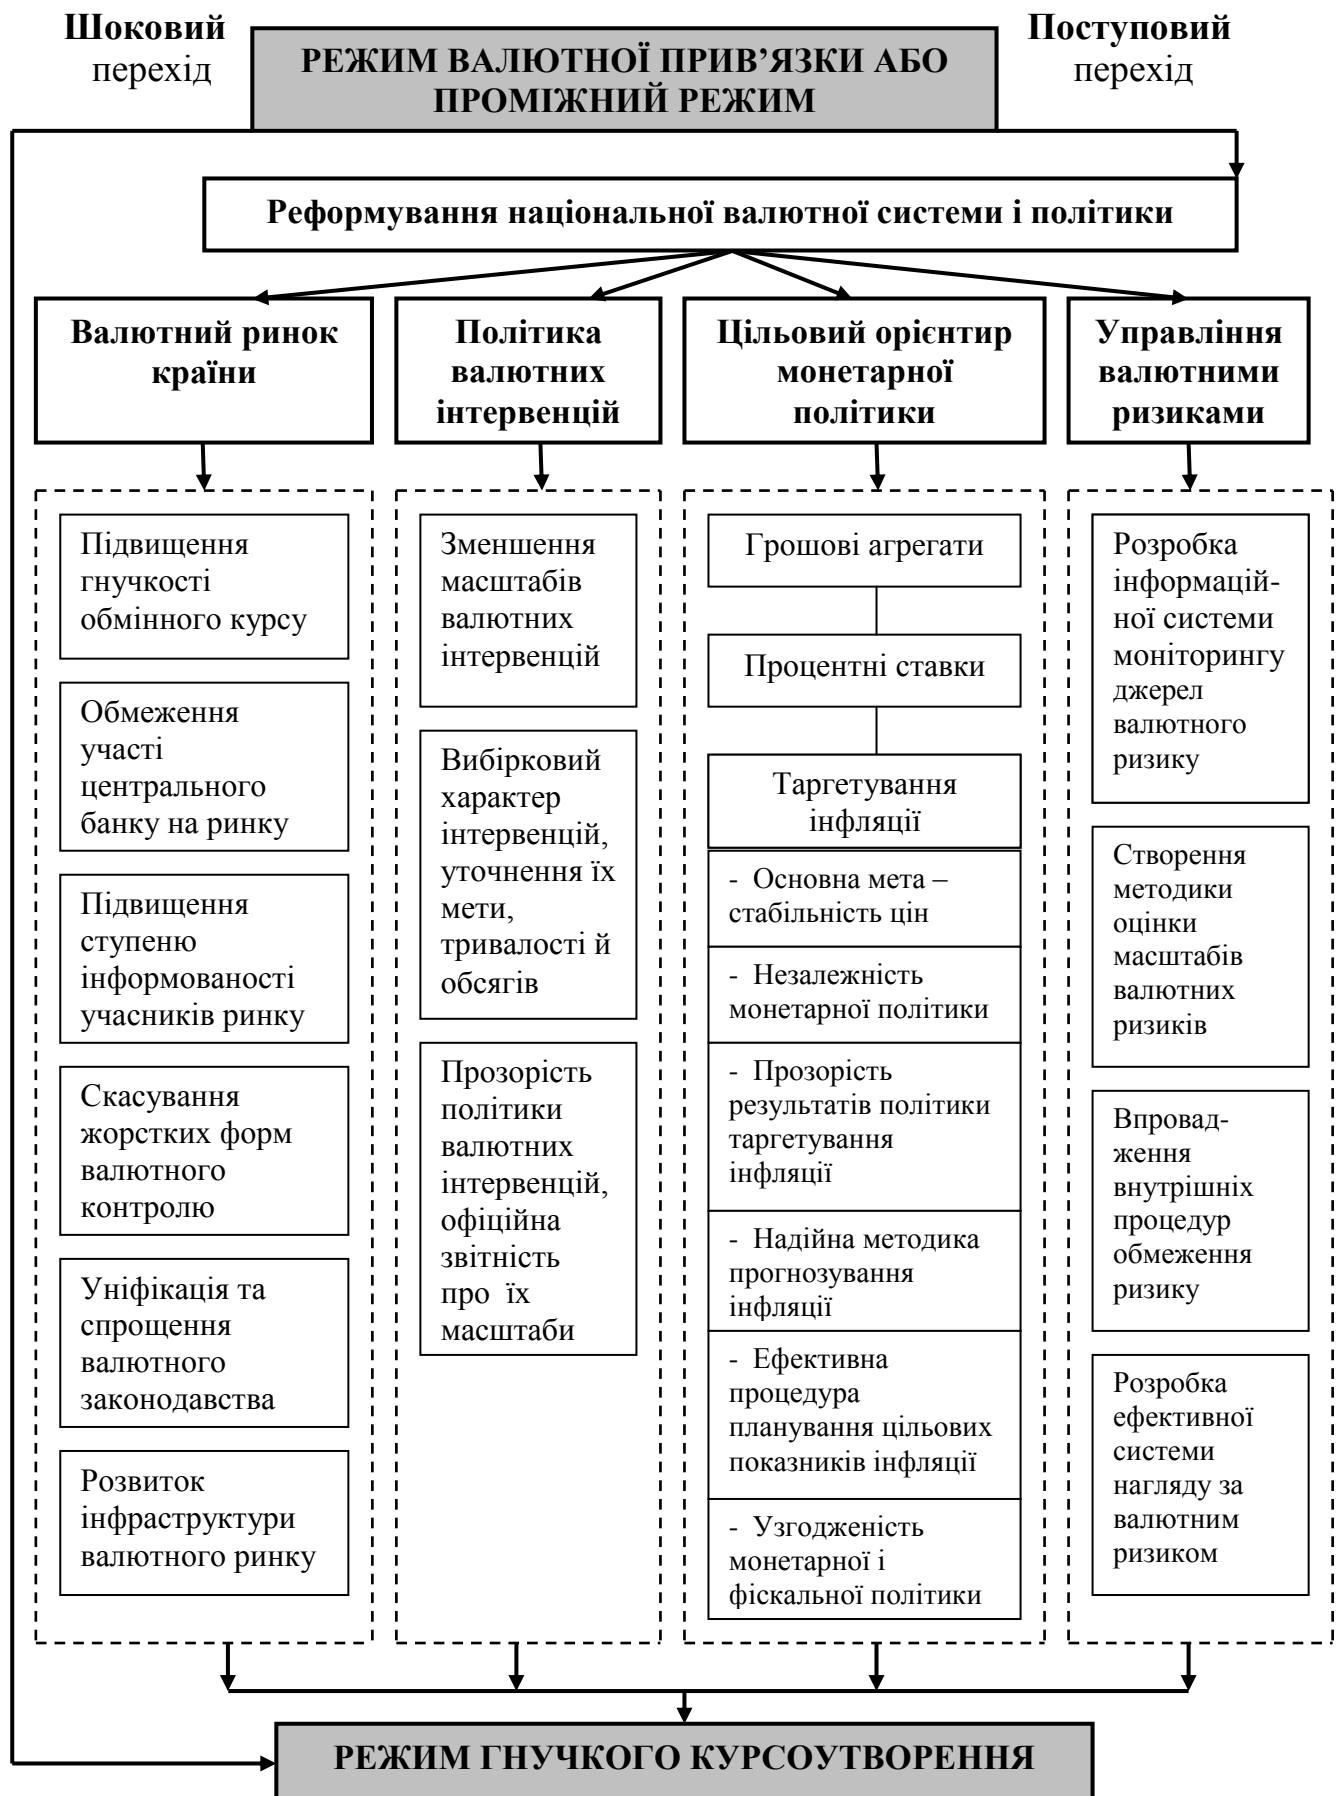 Шоковий
перехід
РЕЖИМ ВАЛЮТНОЇ ПРИВ’ЯЗКИ АБО
ПРОМІЖНИЙ РЕЖИМ
Поступовий
перехід
Реформування національної валютної системи і політики
Валютний ринок
країни
Політика
валютних
інтервенцій
Цільовий орієнтир
монетарної
політики
Управління
валютними
ризиками
Підвищення
гнучкості
обмінного курсу
Обмеження
участі
центрального
банку на ринку
Підвищення
ступеню
інформованості
учасників ринку
Скасування
жорстких форм
валютного
контролю
Уніфікація та
спрощення
валютного
законодавства
Розвиток
інфраструктури
валютного ринку
Зменшення
масштабів
валютних
інтервенцій
Вибірковий
характер
інтервенцій,
уточнення їх
мети,
тривалості й
обсягів
Прозорість
політики
валютних
інтервенцій,
офіційна
звітність
про їх
масштаби
Грошові агрегати
Процентні ставки
Таргетування
інфляції
- Основна мета –
стабільність цін
- Незалежність
монетарної політики
- Прозорість
результатів політики
таргетування
інфляції
- Надійна методика
прогнозування
інфляції
- Ефективна
процедура
планування цільових
показників інфляції
- Узгодженість
монетарної і
фіскальної політики
Розробка
інформацій-
ної системи
моніторингу
джерел
валютного
ризику
Створення
методики
оцінки
масштабів
валютних
ризиків
Впровад-
ження
внутрішніх
процедур
обмеження
ризику
Розробка
ефективної
системи
нагляду за
валютним
ризиком
РЕЖИМ ГНУЧКОГО КУРСОУТВОРЕННЯ